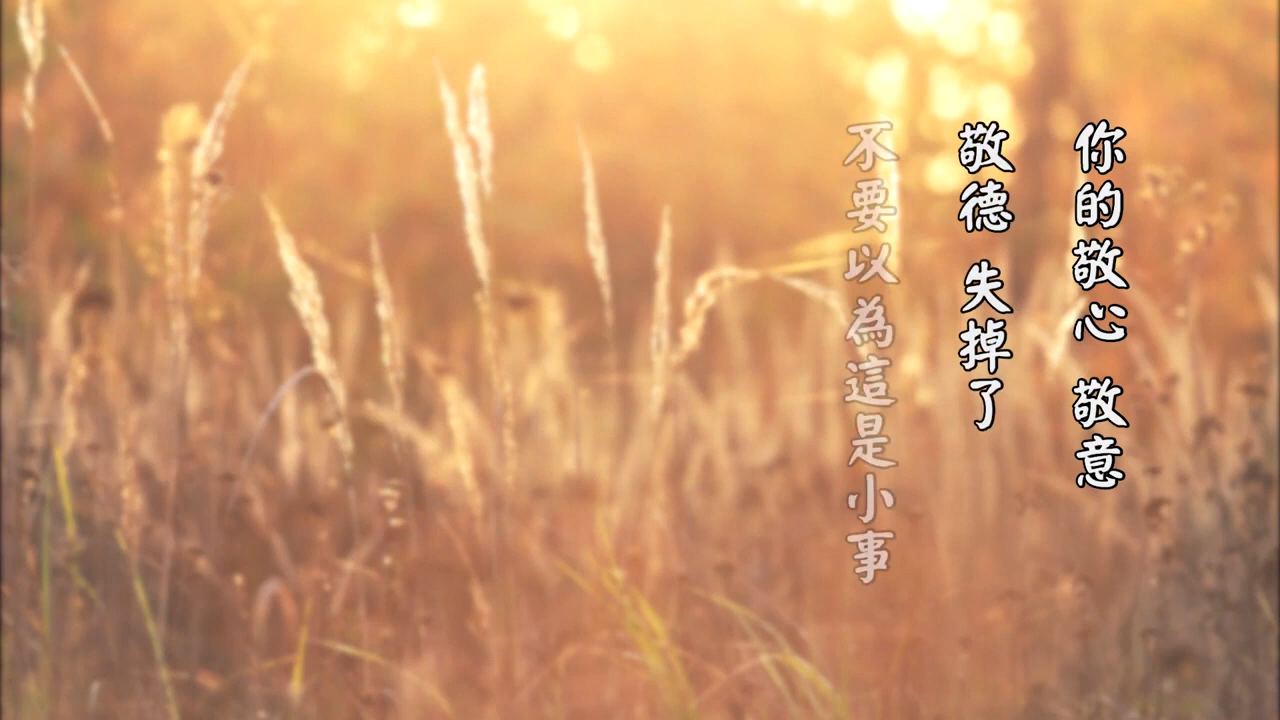 你的敬心 敬意
敬德 失掉了
不要以為這是小事